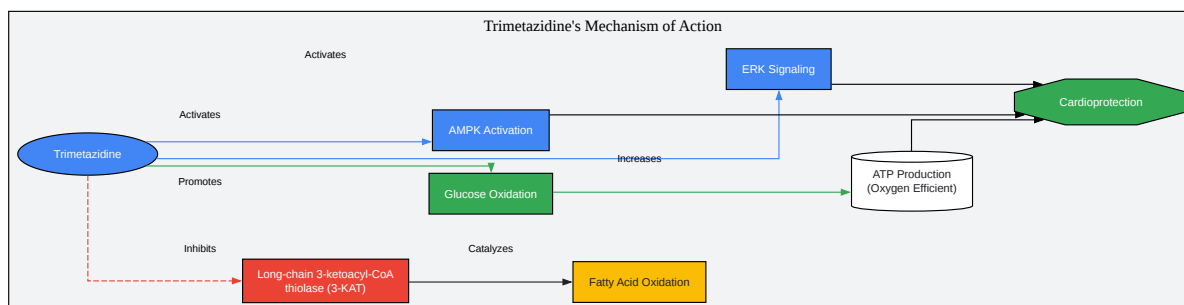 Trimetazidine's Mechanism of Action
Activates
ERK Signaling
Cardioprotection
Activates
AMPK Activation
Trimetazidine
Increases
ATP Production
(Oxygen Efficient)
Promotes
Glucose Oxidation
Inhibits
Catalyzes
Long-chain 3-ketoacyl-CoA
thiolase (3-KAT)
Fatty Acid Oxidation